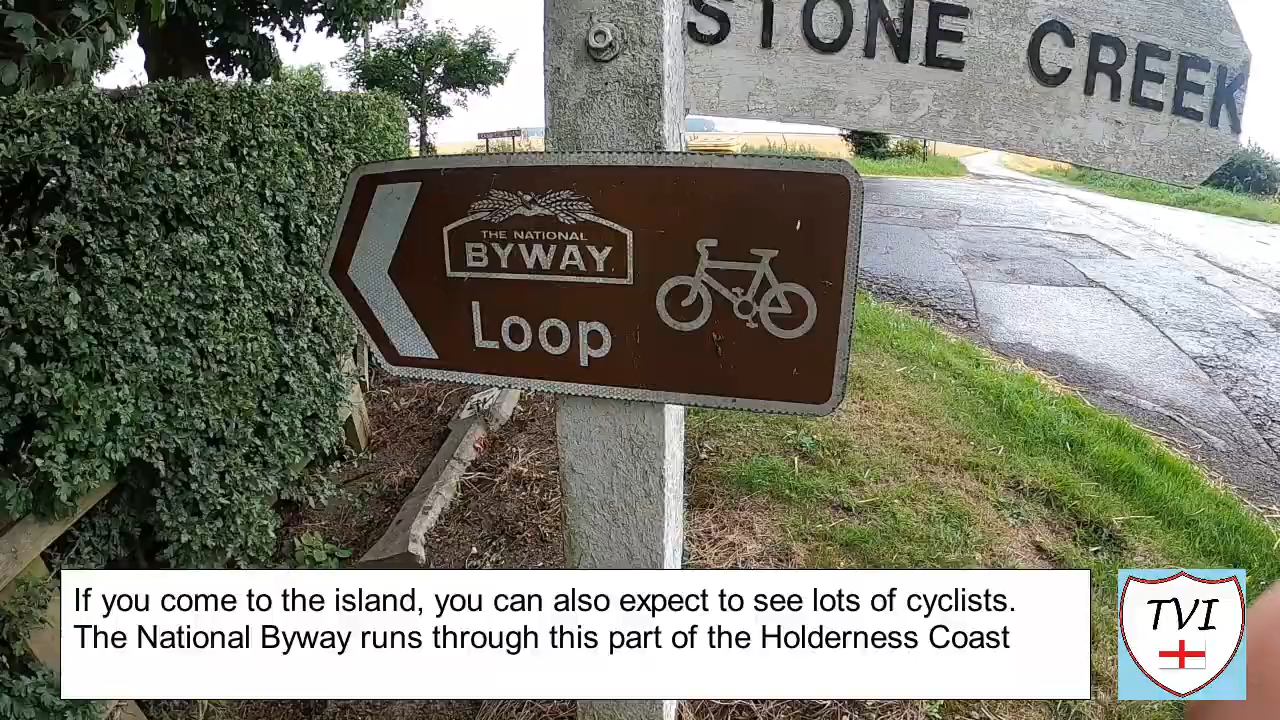 STONE CREEK
THE NATIONAL
BYWAY
Loop
If you come to the island, you can also expect to see lots of cyclists.
The National Byway runs through this part of the Holderness Coast
TVI